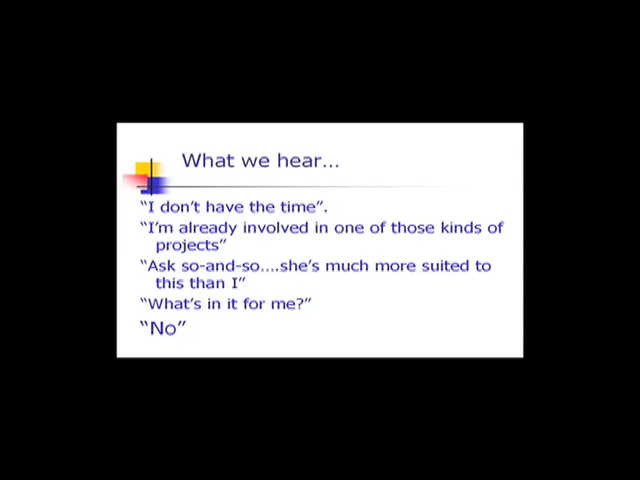 What we hear...
“I don’t have the time”.
“I’m already involved in one of those kinds of
projects”
“Ask so-and-so....she’s much more suited to
this than I”
“What’s in it for me?”
“No”